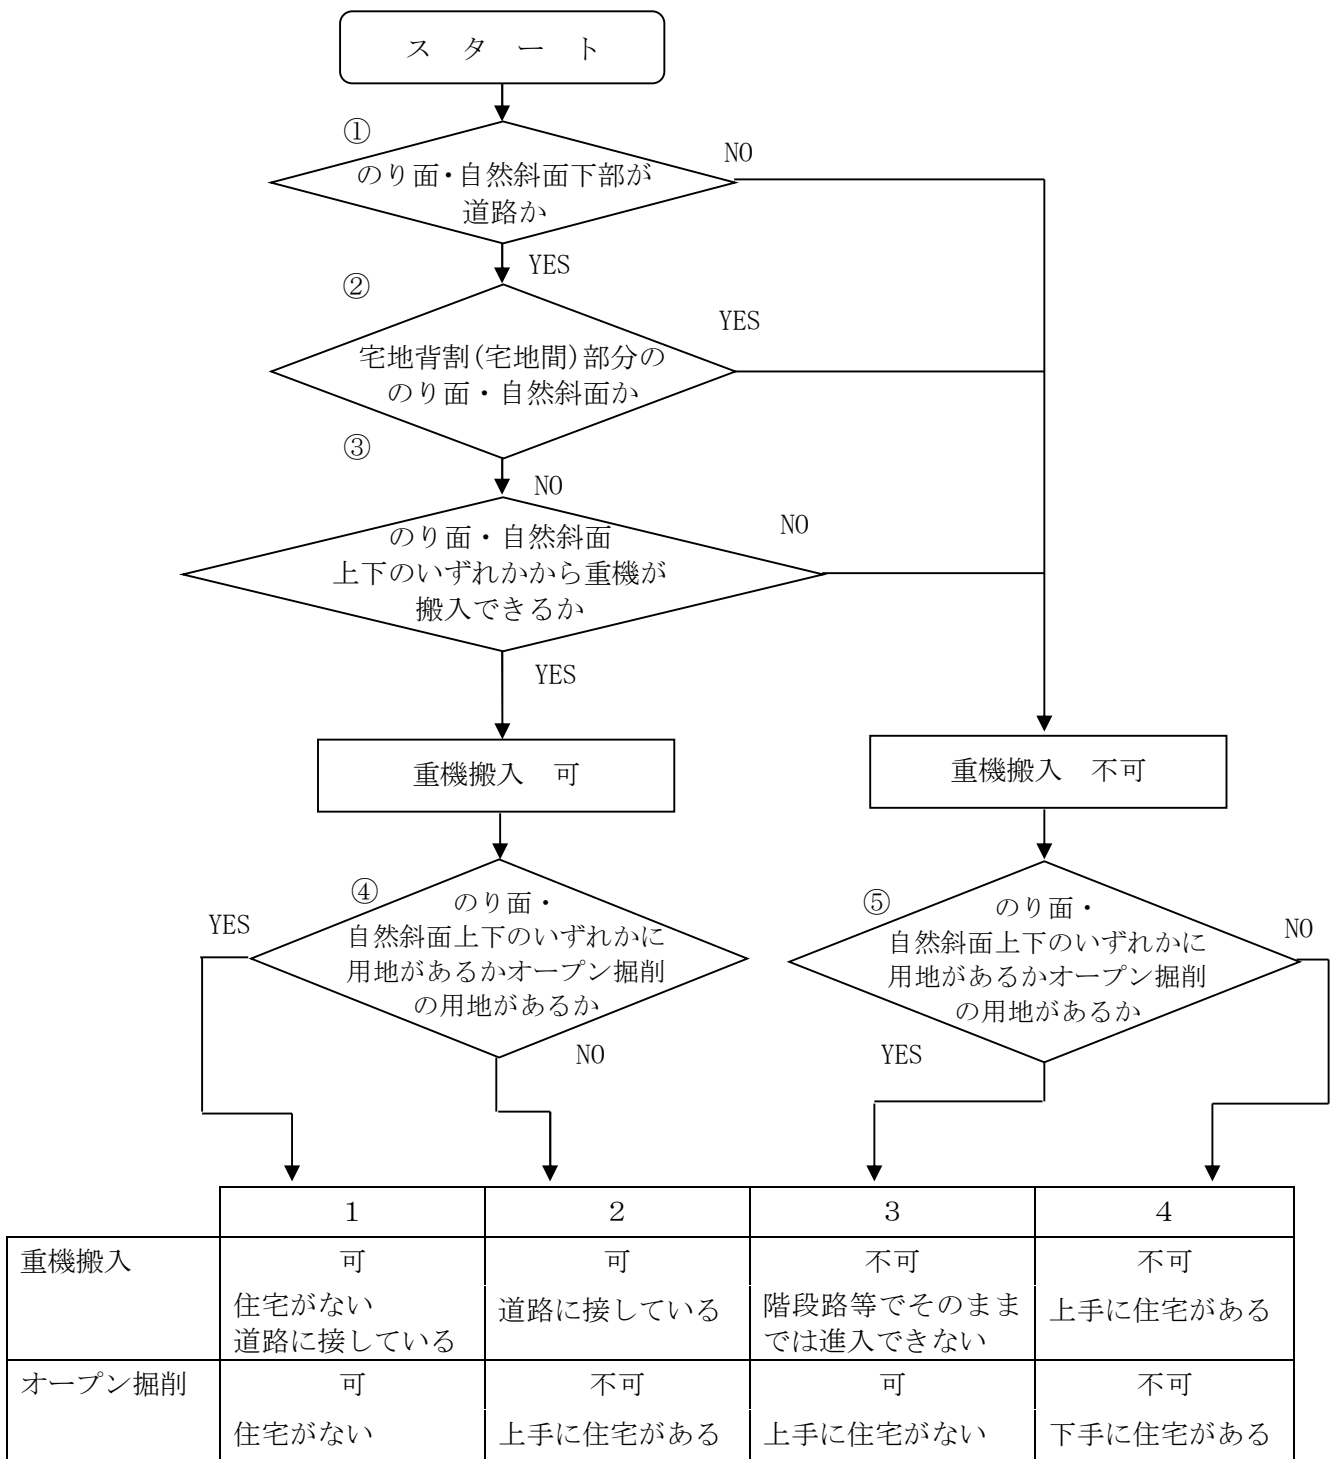 スタート
①
のり面・自然斜面下部が
道路か
NO
YES
②
宅地背割(宅地間)部分の
のり面・自然斜面か
YES
③
NO
のり面・自然斜面
上下のいずれかから重機が
搬入できるか
NO
YES
重機搬入　可
重機搬入　不可
④
のり面・
自然斜面上下のいずれかに
用地があるかオープン掘削
の用地があるか
YES
NO
⑤
のり面・
自然斜面上下のいずれかに
用地があるかオープン掘削
の用地があるか
NO
YES
1 2 3 4
重機搬入 可 可 不可 不可
住宅がない
道路に接している
道路に接している
階段路等でそのまま
では進入できない
上手に住宅がある
オープン掘削 可 不可 可 不可
住宅がない 上手に住宅がある 上手に住宅がない 下手に住宅がある